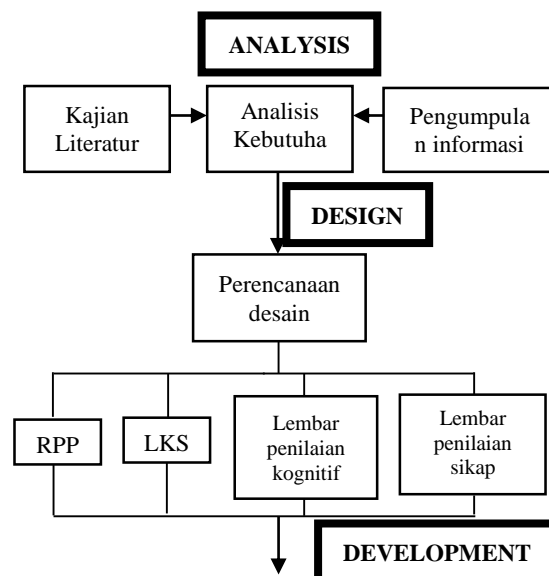 ANALYSIS
Kajian
Literatur
Analisis
Kebutuha
Pengumpula
n informasi
DESIGN
Perencanaan
desain
RPP
LKS
Lembar
penilaian
kognitif
Lembar
penilaian
sikap
DEVELOPMENT